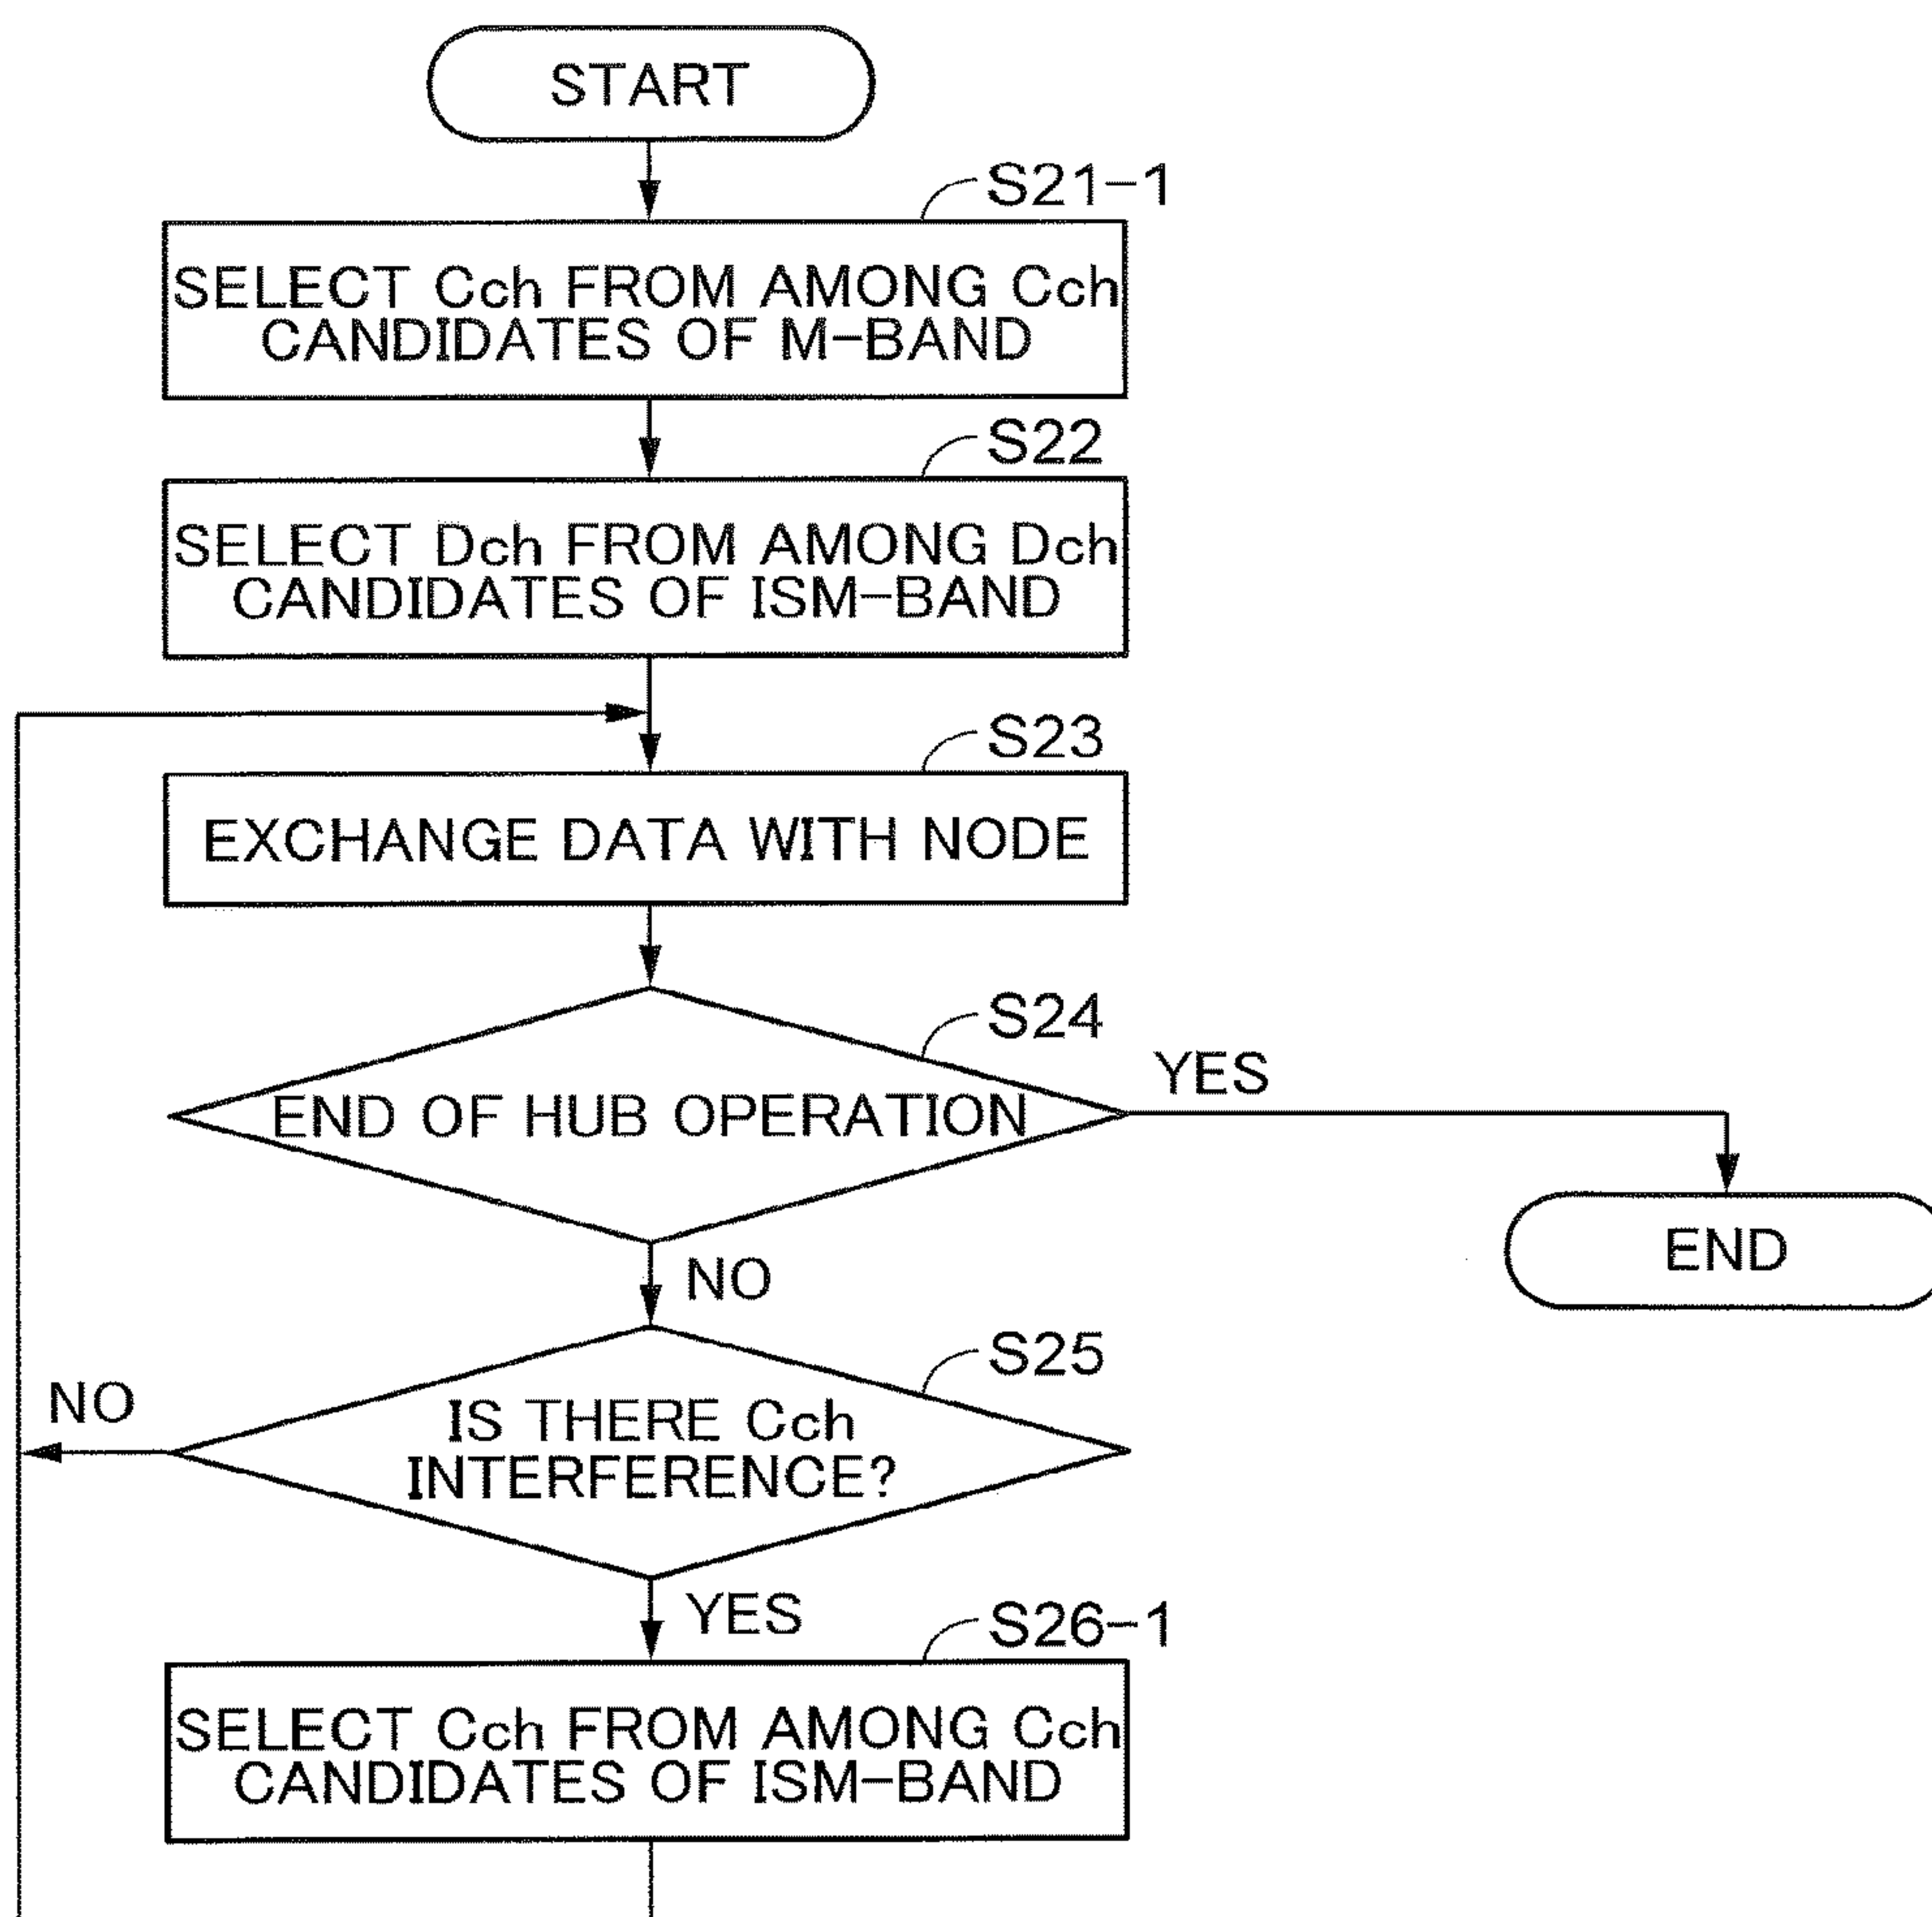 START
S21-1
SELECT Cch FROM AMONG Cch
CANDIDATES OF M-BAND
S22
SELECT Dch FROM AMONG Dch
CANDIDATES OF ISM-BAND
S23
EXCHANGE DATA WITH NODE
S24
END OF HUB OPERATION
YES
END
NO
S25
IS THERE Cch
INTERFERENCE?
NO
YES
S26-1
SELECT Cch FROM AMONG Cch
CANDIDATES OF ISM-BAND